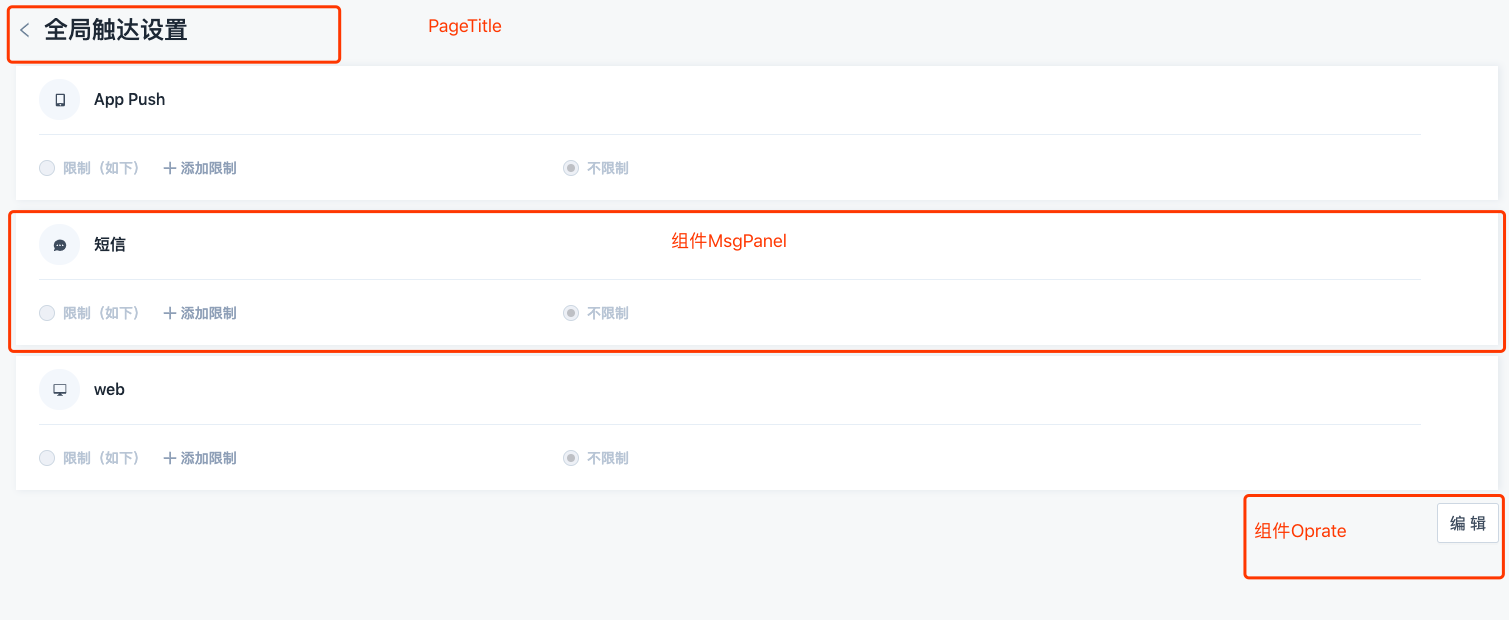 全局触达设置 PageTitle
App Push
限制（如下） 添加限制 不限制
短信 组件MsgPanel
限制（如下） 添加限制 不限制
web
限制（如下） 添加限制 不限制
组件Oprate 编 辑